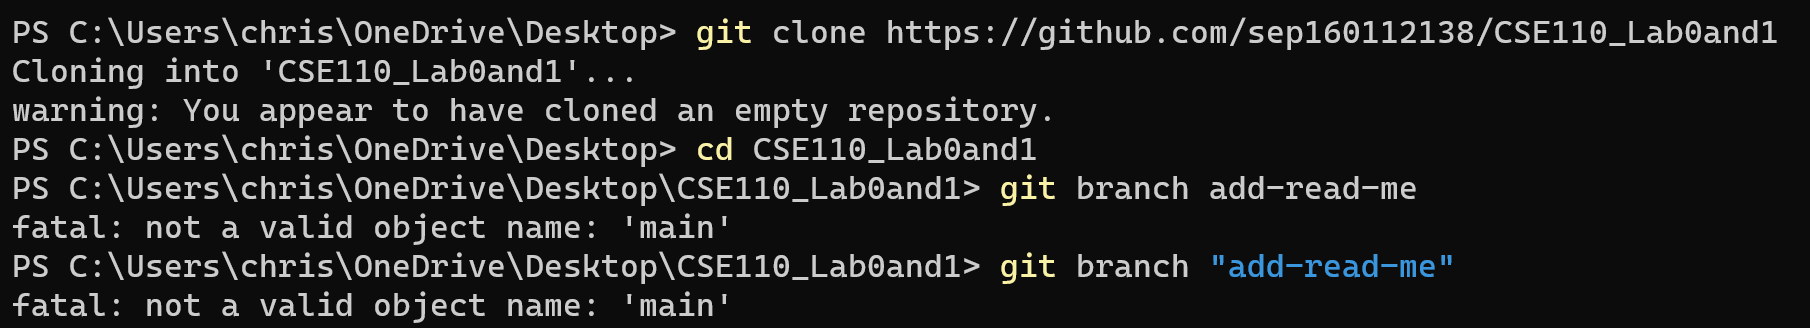 PS C:\Users\chris\OneDrive\Desktop> git clone https://github.com/sep160112138/CSE110_Lab0and1
Cloning into 'CSE110_Lab0and1'...
warning: You appear to have cloned an empty repository.
PS C:\Users\chris\OneDrive\Desktop> cd CSE110_Lab0and1
PS C:\Users\chris\OneDrive\Desktop\CSE110_Lab0and1> git branch add-read-me
fatal: not a valid object name: 'main'
PS C:\Users\chris\OneDrive\Desktop\CSE110_Lab0and1> git branch "add-read-me"
fatal: not a valid object name: 'main'